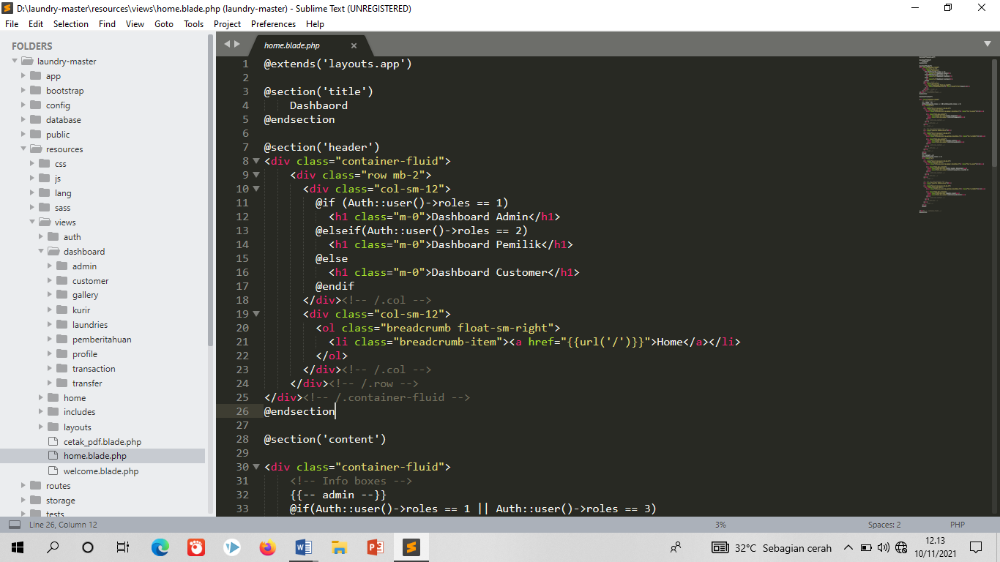 D:\laundry-master\resources\views\home.blade.php (laundry-master) - Sublime Text (UNREGISTERED)
File Edit Selection Find View Goto Tools Project Preferences Help
FOLDERS
laundry-master
app
bootstrap
config
database
public
resources
css
js
lang
sass
views
auth
dashboard
admin
customer
gallery
kurir
laundries
pemberitahuan
profile
transaction
transfer
home
includes
layouts
cetak_pdf.blade.php
home.blade.php
welcome.blade.php
routes
storage
tests
home.blade.php
1 @extends('layouts.app')
2
3 @section('title')
4 Dashbaord
5 @endsection
6
7 @section('header')
8 <div class="container-fluid">
9 <div class="row mb-2">
10 <div class="col-sm-12">
11 @if (Auth::user()->roles == 1)
12 <h1 class="m-0">Dashboard Admin</h1>
13 @elseif(Auth::user()->roles == 2)
14 <h1 class="m-0">Dashboard Pemilik</h1>
15 @else
16 <h1 class="m-0">Dashboard Customer</h1>
17 @endif
18 </div><!-- /.col -->
19 <div class="col-sm-12">
20 <ol class="breadcrumb float-sm-right">
21 <li class="breadcrumb-item"><a href="{{url('/')}}">Home</a></li>
22 </ol>
23 </div><!-- /.col -->
24 </div><!-- /.row -->
25 </div><!-- /.container-fluid -->
26 @endsection
27
28 @section('content')
29
30 <div class="container-fluid">
31 <!-- Info boxes -->
32 {{-- admin --}}
33 @if(Auth::user()->roles == 1 || Auth::user()->roles == 3)
Line 26, Column 12 3% Spaces: 2 PHP
32°C Sebagian cerah
12.13
10/11/2021